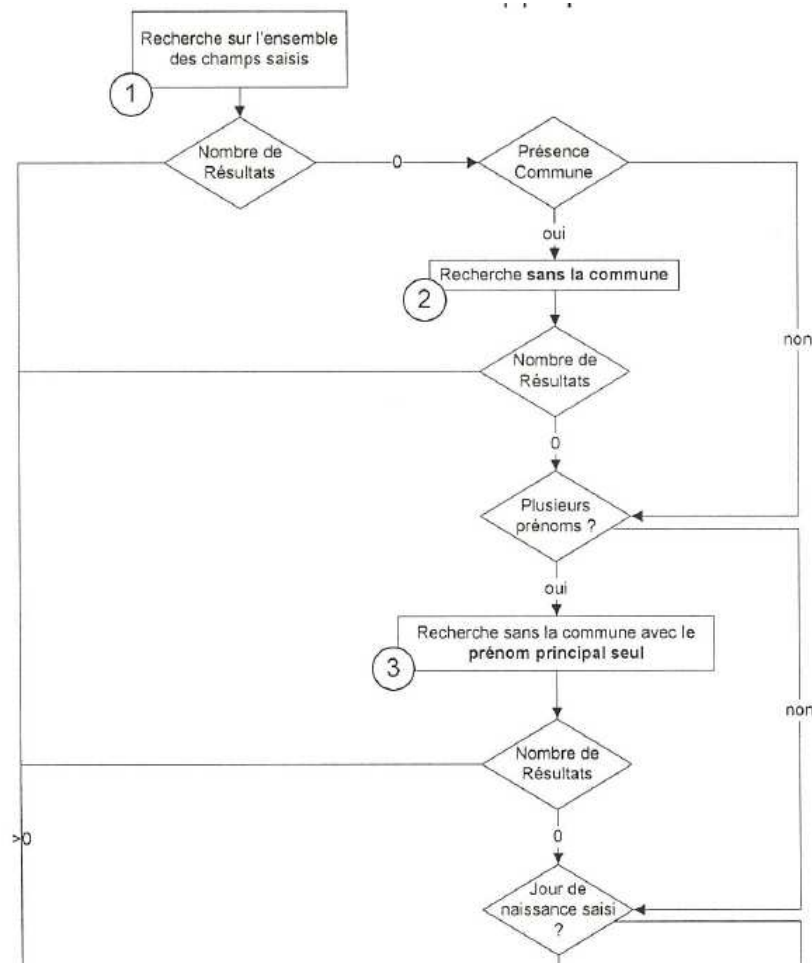 Recherche sur l'ensemble
des champs saisis
1
Nombre de
Résultats
0
Présence
Commune
oui
Recherche sans la commune
2
non
Nombre de
Résultats
0
Plusieurs
prénoms ?
oui
Recherche sans la commune avec le
prénom principal seul
3
non
Nombre de
Résultats
>0
0
Jour de
naissance saisi
?